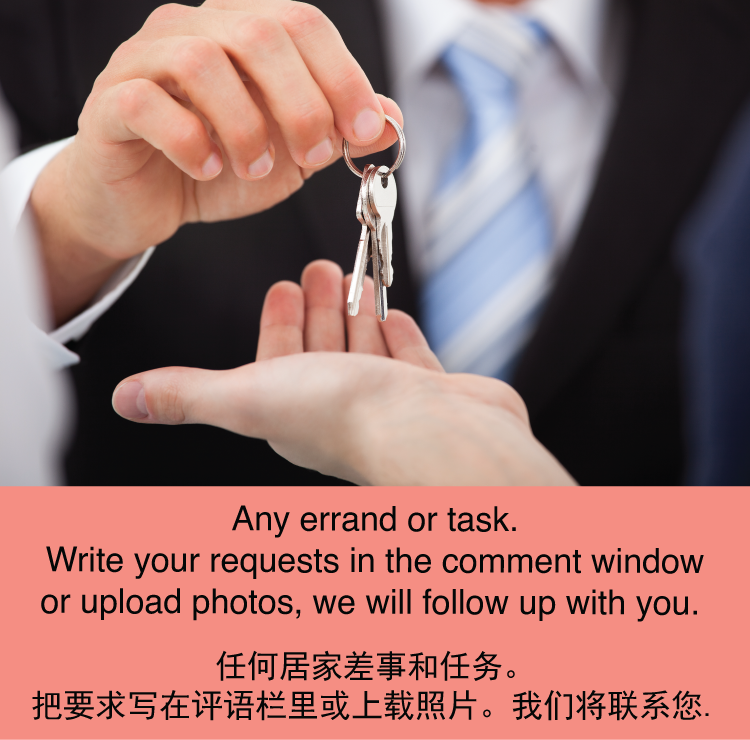 Any errand or task.
Write your requests in the comment window
or upload photos, we will follow up with you.
任何居家差事和任务。
把要求写在评语栏里或上载照片。我们将联系您.